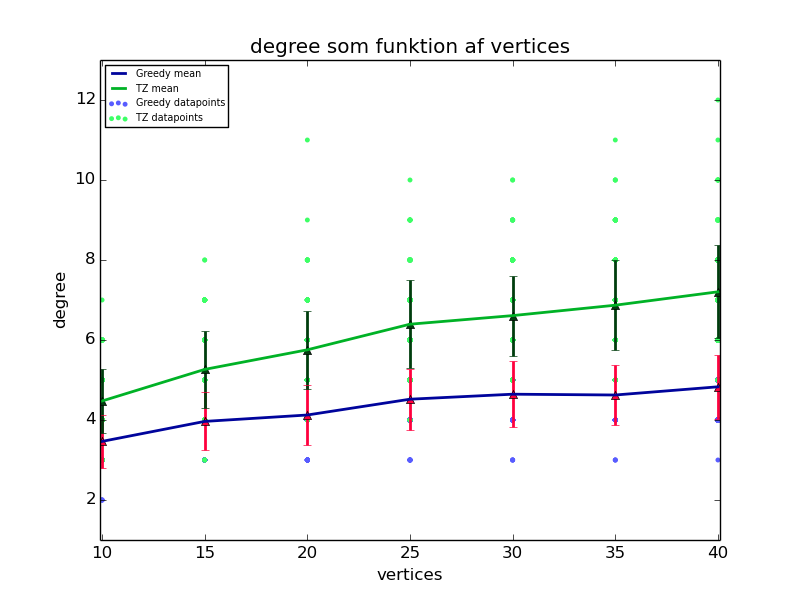 degree som funktion af vertices
Greedy mean
TZ mean
Greedy datapoints
TZ datapoints
12
10
8
6
4
2
degree
10 15 20 25 30 35 40
vertices